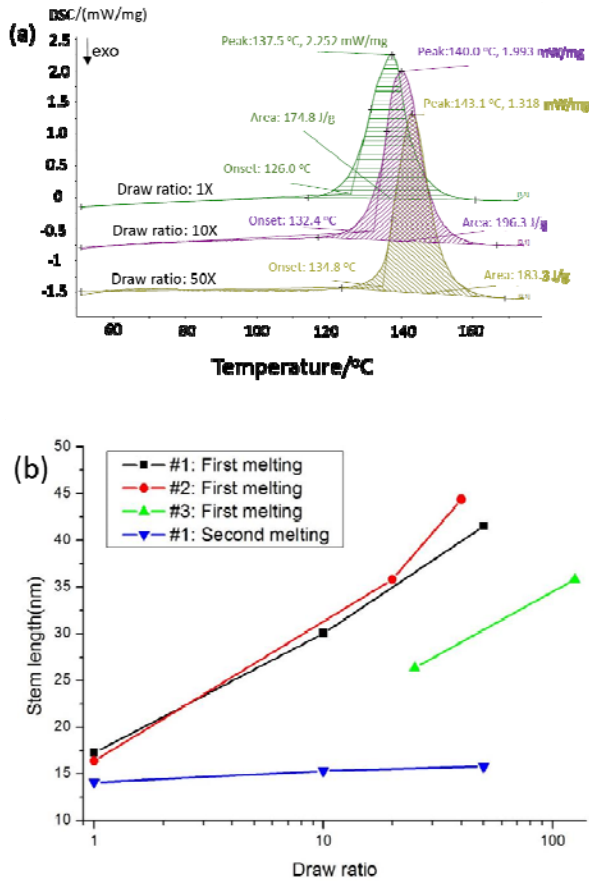 DSC/(mW/mg)
(a)
exo
2.5
2.0
1.5
1.0
0.5
0
-0.5
-1
-1.5
Peak:137.5 °C, 2.252 mW/mg
Peak:140.0 °C, 1.993 mW/mg
Peak:143.1 °C, 1.318 mW/mg
Area: 174.8 J/g
Onset: 126.0 °C
Draw ratio: 1X
Onset: 132.4 °C
Area: 196.3 J/g
Draw ratio: 10X
Onset: 134.8 °C
Area: 183.3 J/g
Draw ratio: 50X
60 80 100 120 140 160
Temperature/°C
(b)
#1: First melting
#2: First melting
#3: First melting
#1: Second melting
50
45
40
35
30
25
20
15
10
Stem length(nm)
1 10 100
Draw ratio